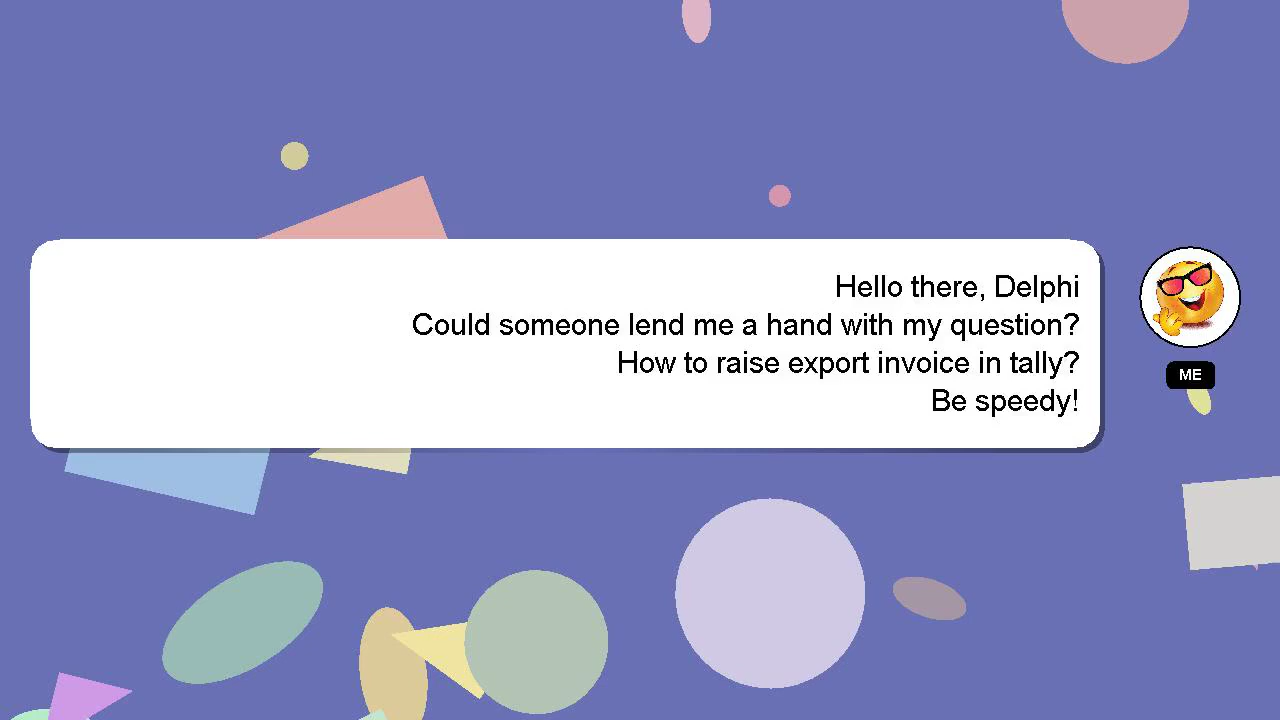 Hello there, Delphi
Could someone lend me a hand with my question?
How to raise export invoice in tally?
Be speedy!
ME